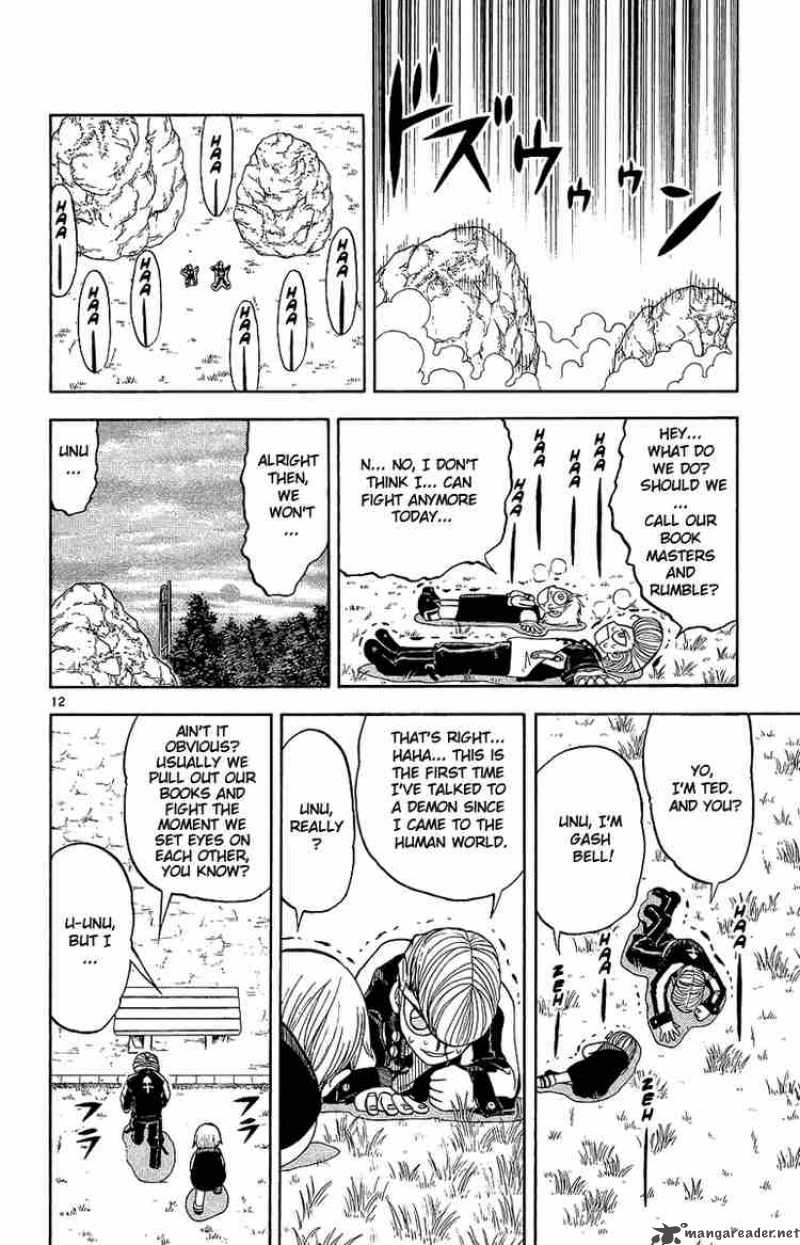 ドズゥゥン
HAA
HAA
HAA
HAA
HAA
HAA
HAA
HEY...
WHAT DO
WE DO?
SHOULD WE
...
CALL OUR
BOOK
MASTERS
AND
RUMBLE?
HAA
HAA
HAA
HAA
N... NO, I DON'T
THINK I... CAN
FIGHT ANYMORE
TODAY...
ALRIGHT
THEN,
WE
WON'T
...
UNU
...
12
YO,
I'M TED.
AND YOU?
UNU, I'M
GASH
BELL!
HAA
HAA
HAA
ZEH
ZEH
THAT'S RIGHT...
HAHA... THIS IS
THE FIRST TIME
I'VE TALKED TO
A DEMON SINCE
I CAME TO THE
HUMAN WORLD.
UNU,
REALLY
?
AIN'T IT
OBVIOUS?
USUALLY WE
PULL OUT OUR
BOOKS AND
FIGHT THE
MOMENT WE
SET EYES ON
EACH OTHER,
YOU KNOW?
U-UNU,
BUT I
...
フラ
フラ
mangareader.net